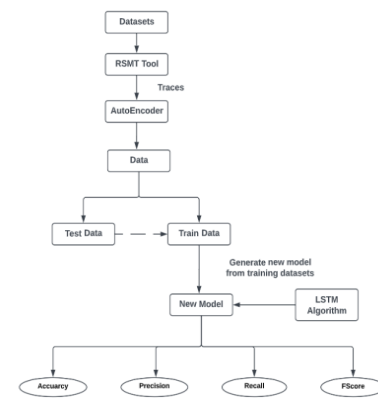 Datasets
RSMT Tool
Traces
AutoEncoder
Data
Test Data
Train Data
Generate new model
from training datasets
New Model
LSTM
Algorithm
Accuarcy
Precision
Recall
FScore